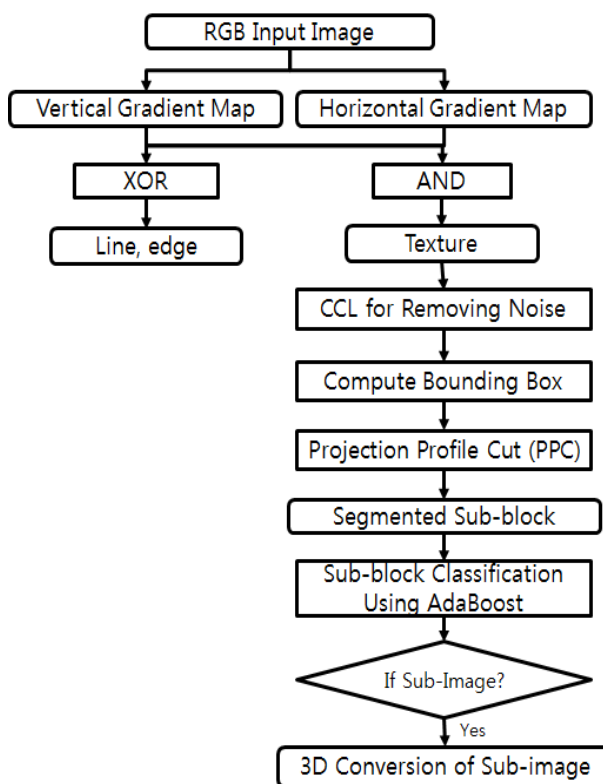 RGB Input Image
Vertical Gradient Map
Horizontal Gradient Map
XOR
AND
Line, edge
Texture
CCL for Removing Noise
Compute Bounding Box
Projection Profile Cut (PPC)
Segmented Sub-block
Sub-block Classification
Using AdaBoost
If Sub-Image?
Yes
3D Conversion of Sub-image